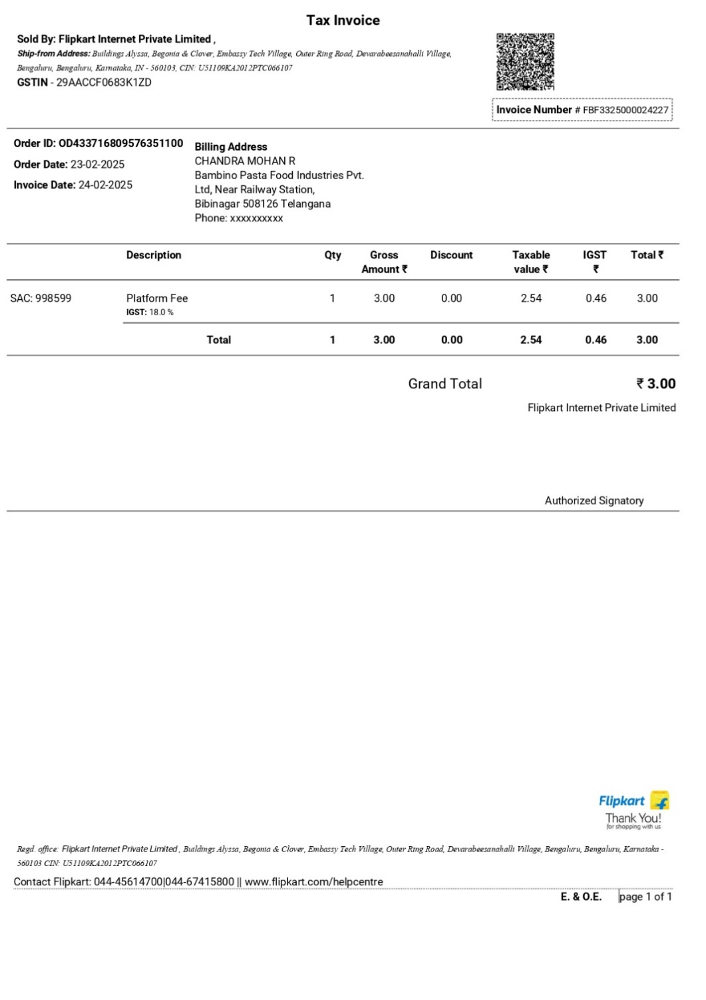 Tax Invoice
Sold By: Flipkart Internet Private Limited ,
Ship-from Address: Buildings Alyssa, Begonia & Clover, Embassy Tech Village, Outer Ring Road, Devarabeesanahalli Village,
Bengaluru, Bengaluru, Karnataka, IN - 560103, CIN: U51109KA2012PTC066107
GSTIN - 29AACCF0683K1ZD
Invoice Number # FBF3325000024227
Order ID: OD433716809576351100
Order Date: 23-02-2025
Invoice Date: 24-02-2025
Billing Address
CHANDRA MOHAN R
Bambino Pasta Food Industries Pvt.
Ltd, Near Railway Station,
Bibinagar 508126 Telangana
Phone: xxxxxxxxxx
Description Qty Gross Amount ₹ Discount Taxable value ₹ IGST ₹ Total ₹
SAC: 998599 Platform Fee 1 3.00 0.00 2.54 0.46 3.00
IGST: 18.0 %
Total 1 3.00 0.00 2.54 0.46 3.00
Grand Total ₹ 3.00
Flipkart Internet Private Limited
Authorized Signatory
Flipkart
Thank You!
for shopping with us
Regd. office: Flipkart Internet Private Limited , Buildings Alyssa, Begonia & Clover, Embassy Tech Village, Outer Ring Road, Devarabeesanahalli Village, Bengaluru, Bengaluru, Karnataka -
560103 CIN: U51109KA2012PTC066107
Contact Flipkart: 044-45614700|044-67415800 || www.flipkart.com/helpcentre
E. & O.E. page 1 of 1